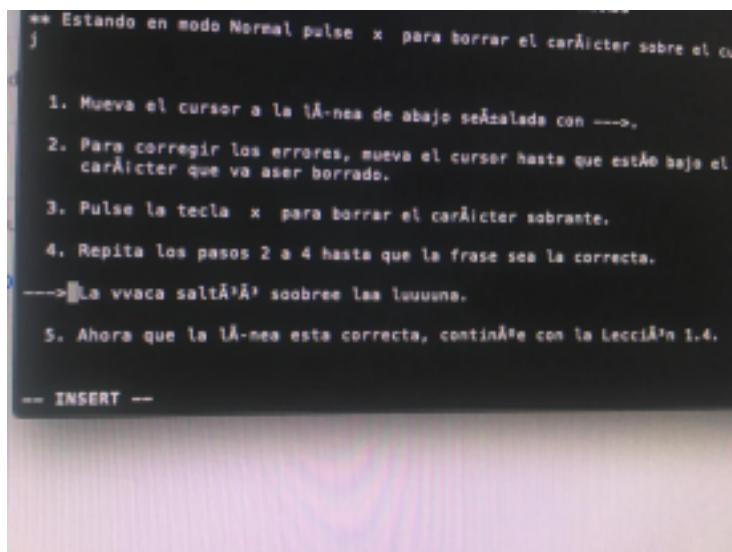 ** Estando en modo Normal pulse x para borrar el carÃ¡cter sobre el cu
j
1. Mueva el cursor a la lÃ­nea de abajo seÃ±alada con --->.
2. Para corregir los errores, mueva el cursor hasta que estÃ© bajo el
carÃ¡cter que va aser borrado.
3. Pulse la tecla x para borrar el carÃ¡cter sobrante.
4. Repita los pasos 2 a 4 hasta que la frase sea la correcta.
---> La vvaca saltÃ³Ã³ soobree laa luuuuna.
5. Ahora que la lÃ­nea esta correcta, continÃºe con la LecciÃ³n 1.4.
-- INSERT --